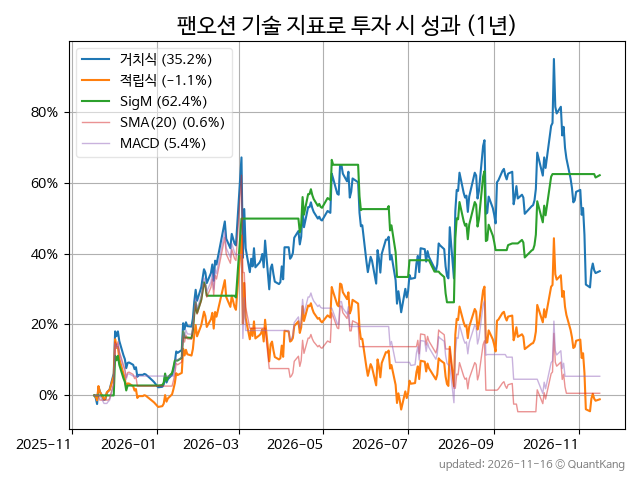 팬오션 기술 지표로 투자 시 성과 (1년)
거치식 (35.2%)
적립식 (-1.1%)
SigM (62.4%)
SMA(20) (0.6%)
MACD (5.4%)
80%
60%
40%
20%
0%
2025-11 2026-01 2026-03 2026-05 2026-07 2026-09 2026-11
updated: 2026-11-16 ⓒ QuantKang